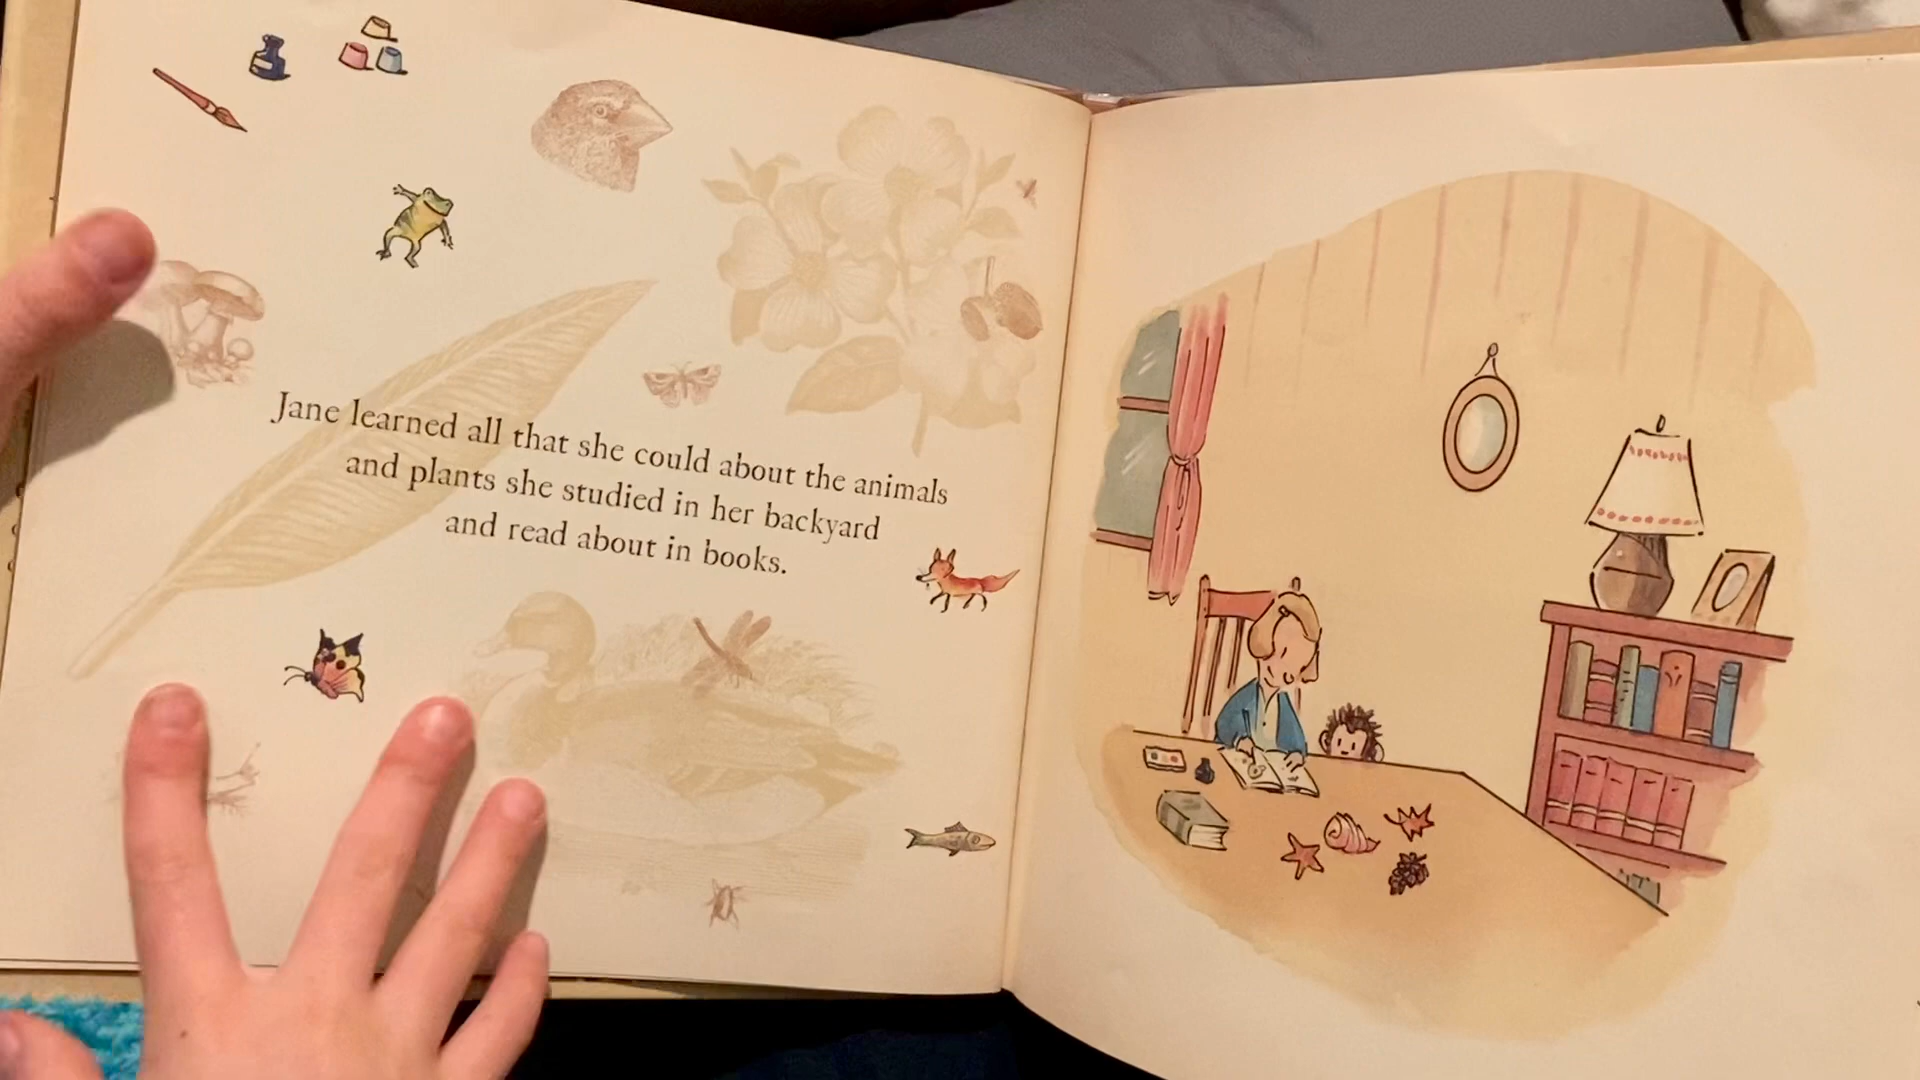 Jane learned all that she could about the animals
and plants she studied in her backyard
and read about in books.